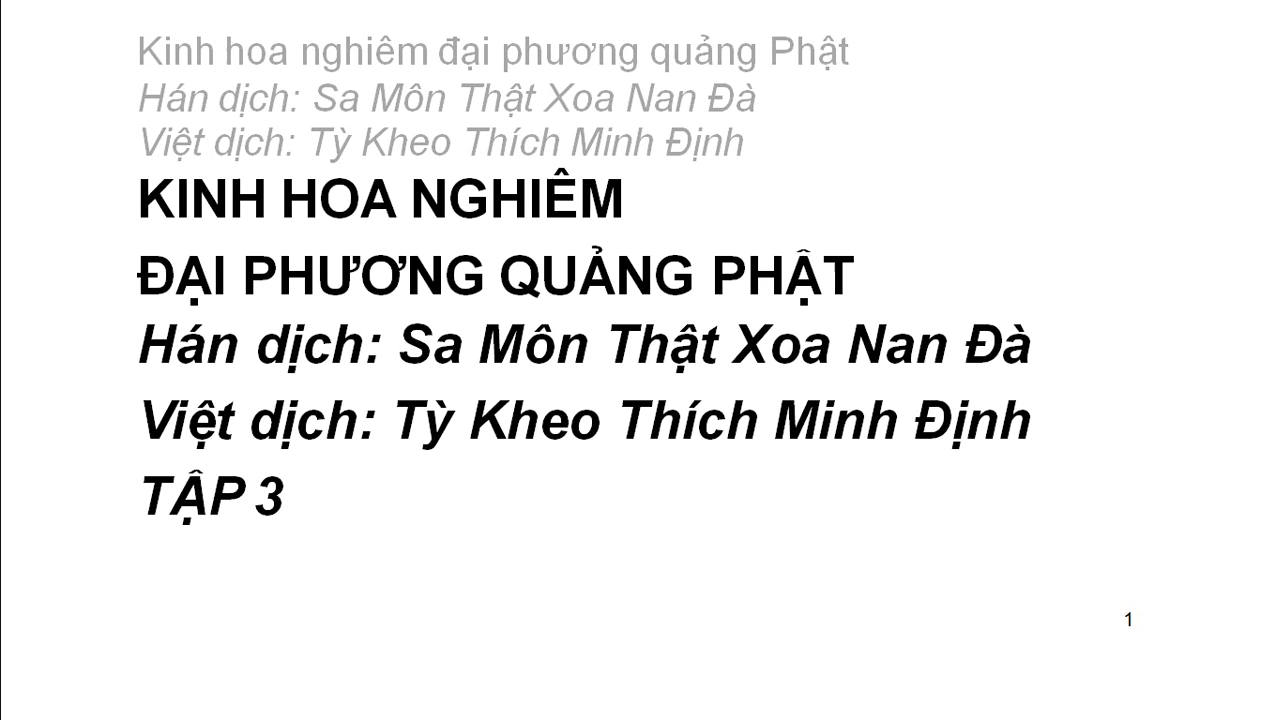 Kinh hoa nghiêm đại phương quảng Phật
Hán dịch: Sa Môn Thật Xoa Nan Đà
Việt dịch: Tỳ Kheo Thích Minh Định
KINH HOA NGHIÊM
ĐẠI PHƯƠNG QUẢNG PHẬT
Hán dịch: Sa Môn Thật Xoa Nan Đà
Việt dịch: Tỳ Kheo Thích Minh Định
TẬP 3
1